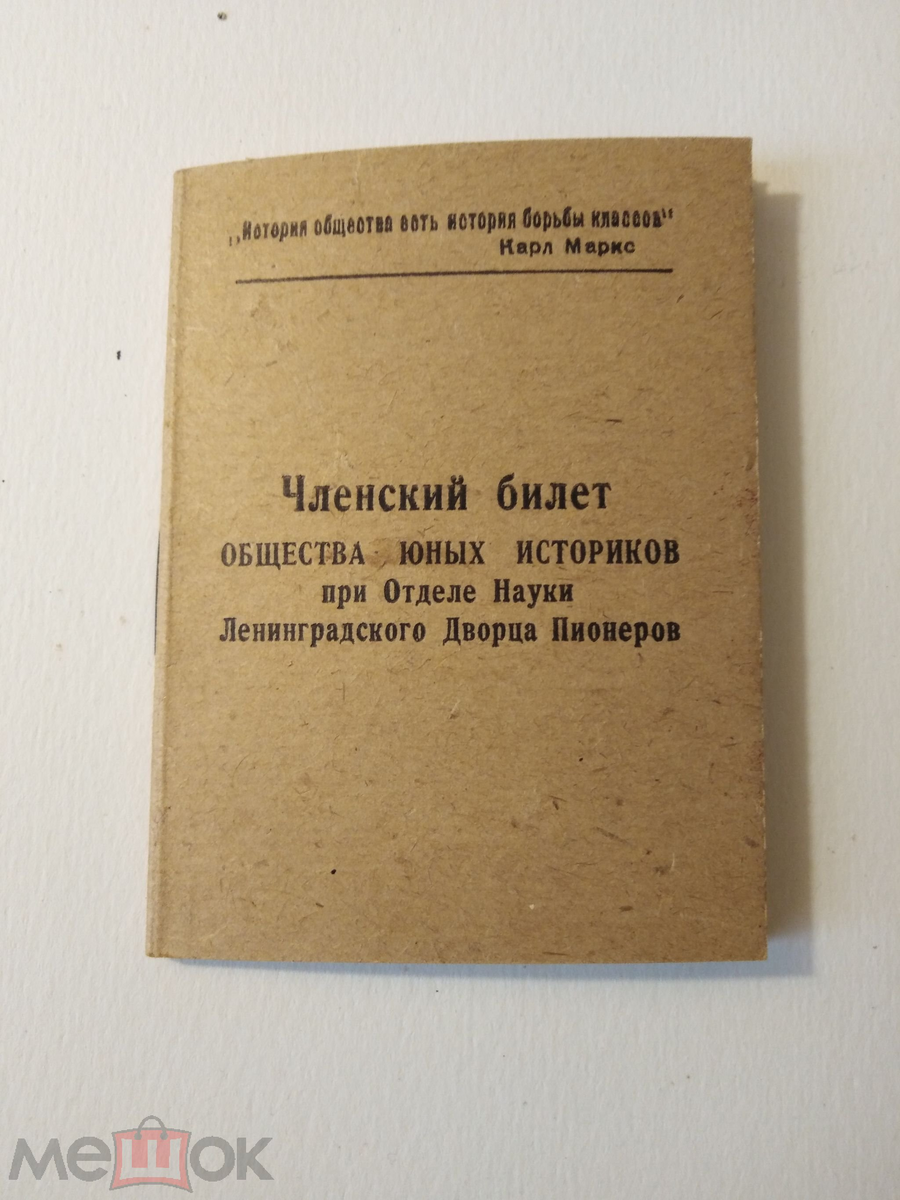 „История общества есть история борьбы классов"
Карл Маркс
Членский билет
ОБЩЕСТВА ЮНЫХ ИСТОРИКОВ
при Отделе Науки
Ленинградского Дворца Пионеров
мешок